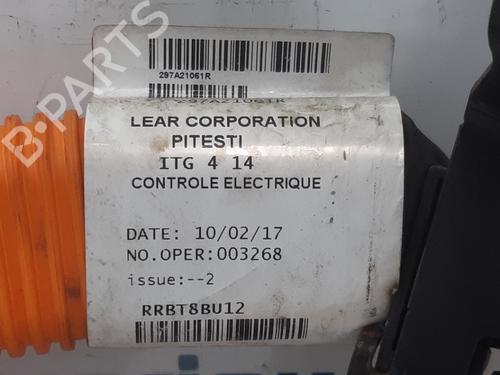 B-PARTS
297A21061R
297A21061R
LEAR CORPORATION
PITESTI
ITG 4 14
CONTROLE ELECTRIQUE
DATE: 10/02/17
NO.OPER:003268
issue:--2
RRBT8BU12